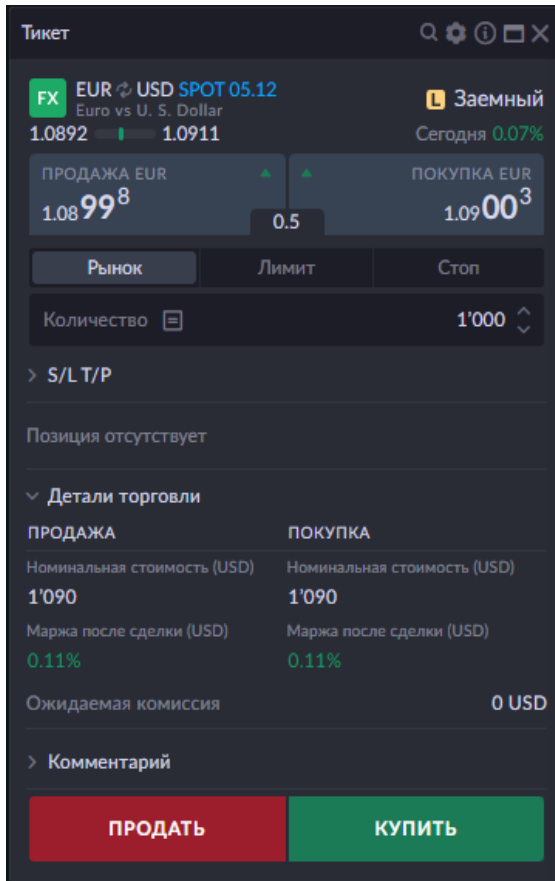 Тикет
FX EUR USD SPOT 05.12
Euro vs U. S. Dollar
L Заемный
1.0892 1.0911
Сегодня 0.07%
ПРОДАЖА EUR ПОКУПКА EUR
1.08998 1.09003
0.5
Рынок Лимит Стоп
Количество 1’000
S/L T/P
Позиция отсутствует
Детали торговли
ПРОДАЖА ПОКУПКА
Номинальная стоимость (USD) Номинальная стоимость (USD)
1’090 1’090
Маржа после сделки (USD) Маржа после сделки (USD)
0.11% 0.11%
Ожидаемая комиссия 0 USD
Комментарий
ПРОДАТЬ КУПИТЬ